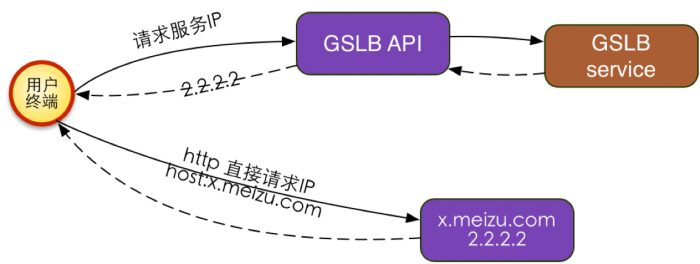 请求服务IP
GSLB API
GSLB
service
2.2.2.2
用户
终端
http 直接请求IP
host:x.meizu.com
x.meizu.com
2.2.2.2